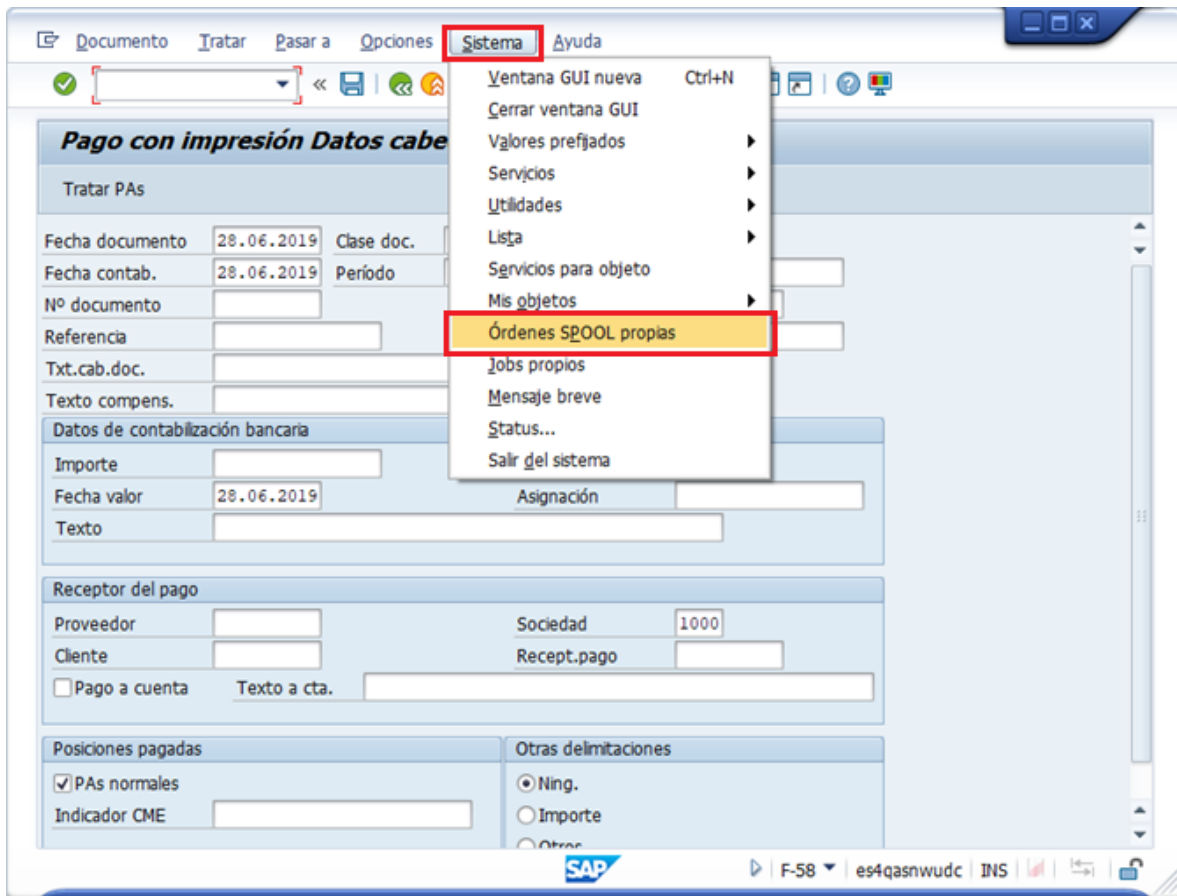 Documento Tratar Pasar a Opciones Sistema Ayuda
Ventana GUI nueva Ctrl+N
Cerrar ventana GUI
Valores prefijados
Servicios
Utilidades
Lista
Servicios para objeto
Mis objetos
Órdenes SPOOL propias
Jobs propios
Mensaje breve
Status...
Salir del sistema
Pago con impresión Datos cabe
Tratar PAs
Fecha documento 28.06.2019 Clase doc.
Fecha contab. 28.06.2019 Período
Nº documento
Referencia
Txt.cab.doc.
Texto compens.
Datos de contabilización bancaria
Importe
Fecha valor 28.06.2019 Asignación
Texto
Receptor del pago
Proveedor Sociedad 1000
Cliente Recept.pago
Pago a cuenta Texto a cta.
Posiciones pagadas Otras delimitaciones
PAs normales Ning.
Indicador CME Importe
Otros
SAP F-58 es4qasnwudc INS